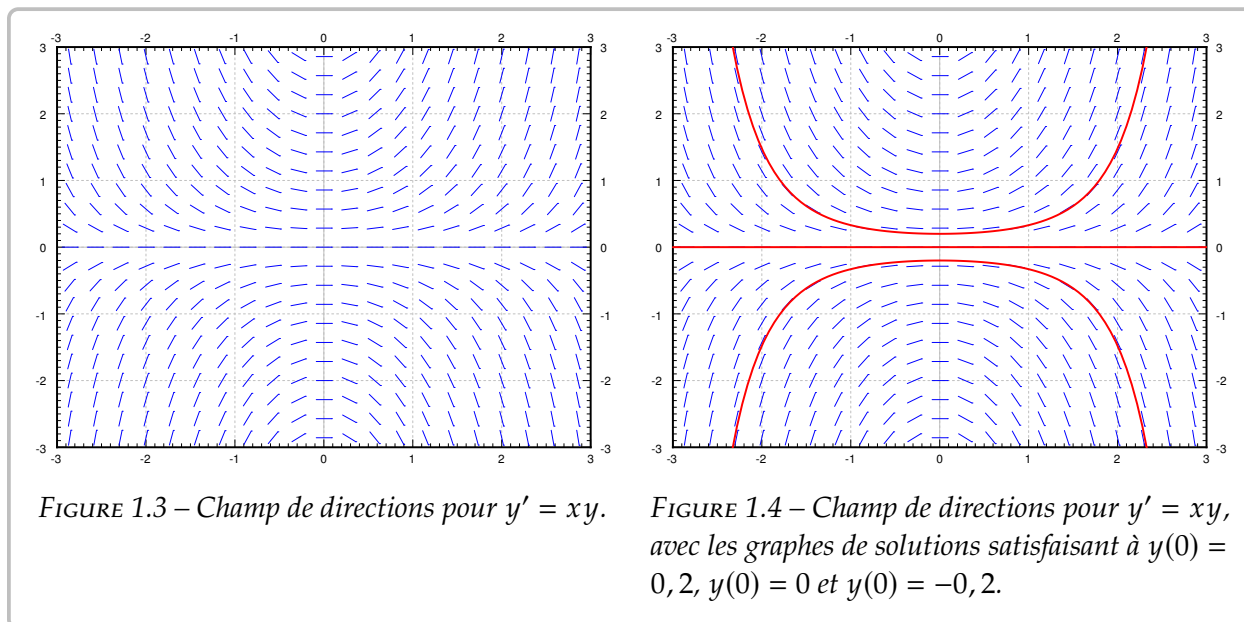 -3 -2 -1 0 1 2 3
3 3
2 2
1 1
0 0
-1 -1
-2 -2
-3 -3
-3 -2 -1 0 1 2 3
FIGURE 1.3 – Champ de directions pour y′ = xy.
-3 -2 -1 0 1 2 3
3 3
2 2
1 1
0 0
-1 -1
-2 -2
-3 -3
-3 -2 -1 0 1 2 3
FIGURE 1.4 – Champ de directions pour y′ = xy,
avec les graphes de solutions satisfaisant à y(0) =
0, 2, y(0) = 0 et y(0) = −0, 2.